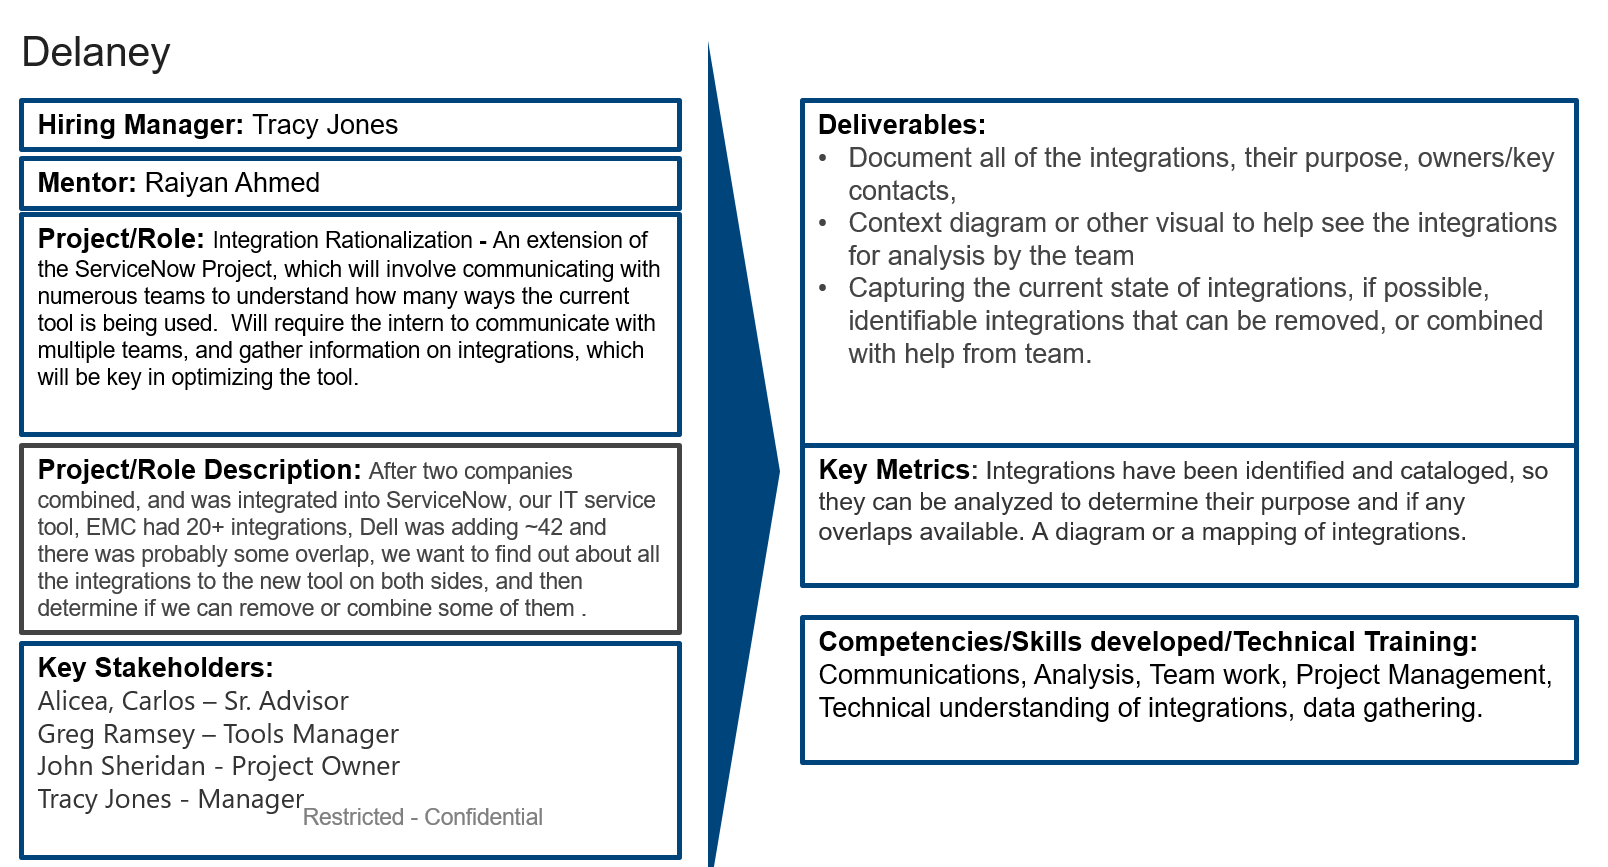 Delaney
Hiring Manager: Tracy Jones
Mentor: Raiyan Ahmed
Project/Role: Integration Rationalization - An extension of
the ServiceNow Project, which will involve communicating with
numerous teams to understand how many ways the current
tool is being used.  Will require the intern to communicate with
multiple teams, and gather information on integrations, which
will be key in optimizing the tool.
Project/Role Description: After two companies
combined, and was integrated into ServiceNow, our IT service
tool, EMC had 20+ integrations, Dell was adding ~42 and
there was probably some overlap, we want to find out about all
the integrations to the new tool on both sides, and then
determine if we can remove or combine some of them .
Key Stakeholders:
Alicea, Carlos – Sr. Advisor
Greg Ramsey – Tools Manager
John Sheridan - Project Owner
Tracy Jones - Manager
Restricted - Confidential
Deliverables:
• Document all of the integrations, their purpose, owners/key
contacts,
• Context diagram or other visual to help see the integrations
for analysis by the team
• Capturing the current state of integrations, if possible,
identifiable integrations that can be removed, or combined
with help from team.
Key Metrics: Integrations have been identified and cataloged, so
they can be analyzed to determine their purpose and if any
overlaps available. A diagram or a mapping of integrations.
Competencies/Skills developed/Technical Training:
Communications, Analysis, Team work, Project Management,
Technical understanding of integrations, data gathering.